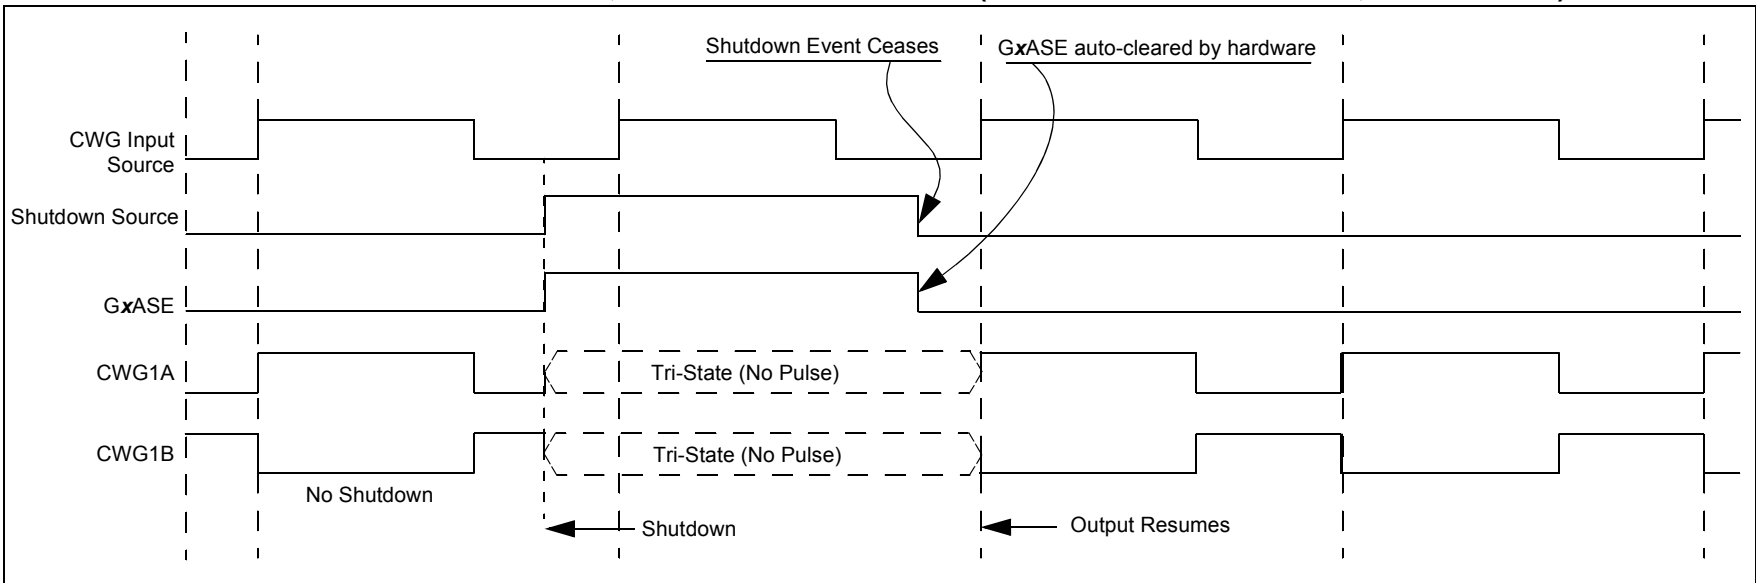 Shutdown Event Ceases
GxASE auto-cleared by hardware
CWG Input
Source
Shutdown Source
GxASE
CWG1A
Tri-State (No Pulse)
CWG1B
Tri-State (No Pulse)
No Shutdown
Shutdown
Output Resumes